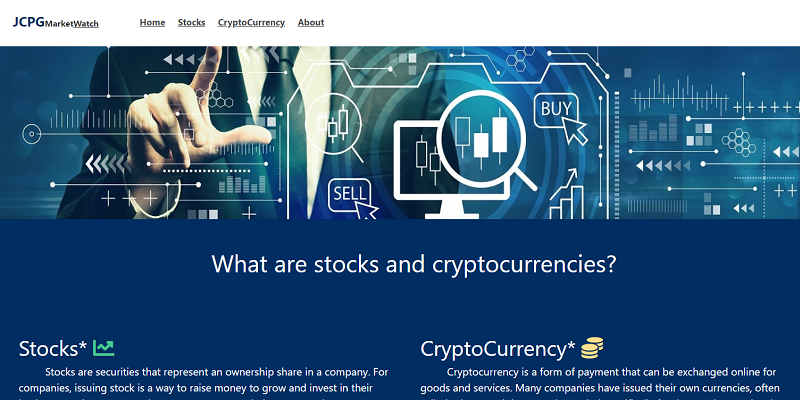 JCPGMarketWatch Home Stocks CryptoCurrency About
BUY
SELL
What are stocks and cryptocurrencies?
Stocks*
Stocks are securities that represent an ownership share in a company. For
companies, issuing stock is a way to raise money to grow and invest in their
CryptoCurrency*
Cryptocurrency is a form of payment that can be exchanged online for
goods and services. Many companies have issued their own currencies, often